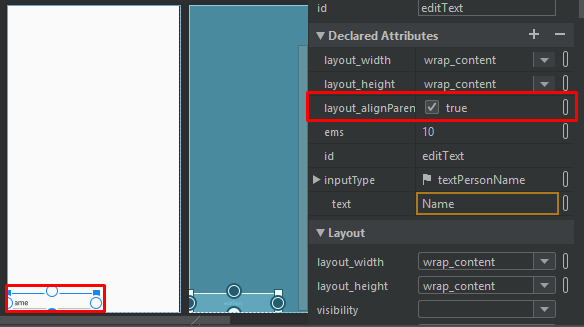 id editText
Declared Attributes
layout_width wrap_content
layout_height wrap_content
layout_alignParen true
ems 10
id editText
inputType textPersonName
text Name
Layout
layout_width wrap_content
layout_height wrap_content
visibility
ame